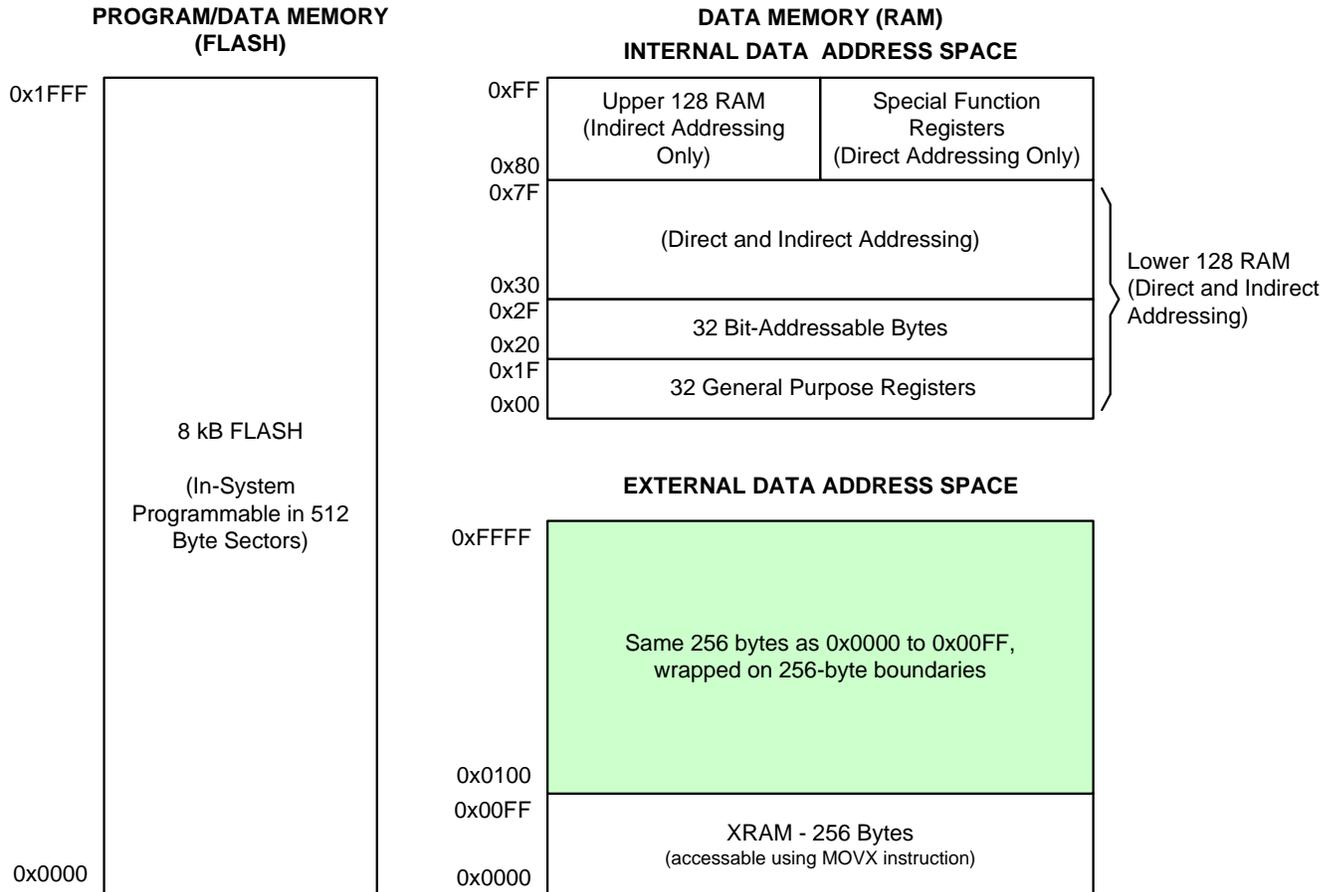 PROGRAM/DATA MEMORY
(FLASH)
0x1FFF
8 kB FLASH
(In-System
Programmable in 512
Byte Sectors)
0x0000
DATA MEMORY (RAM)
INTERNAL DATA ADDRESS SPACE
0xFF
Upper 128 RAM
(Indirect Addressing
Only)
Special Function
Registers
(Direct Addressing Only)
0x80
0x7F
(Direct and Indirect Addressing)
0x30
0x2F
32 Bit-Addressable Bytes
0x20
0x1F
32 General Purpose Registers
0x00
Lower 128 RAM
(Direct and Indirect
Addressing)
EXTERNAL DATA ADDRESS SPACE
0xFFFF
Same 256 bytes as 0x0000 to 0x00FF,
wrapped on 256-byte boundaries
0x0100
0x00FF
XRAM - 256 Bytes
(accessable using MOVX instruction)
0x0000